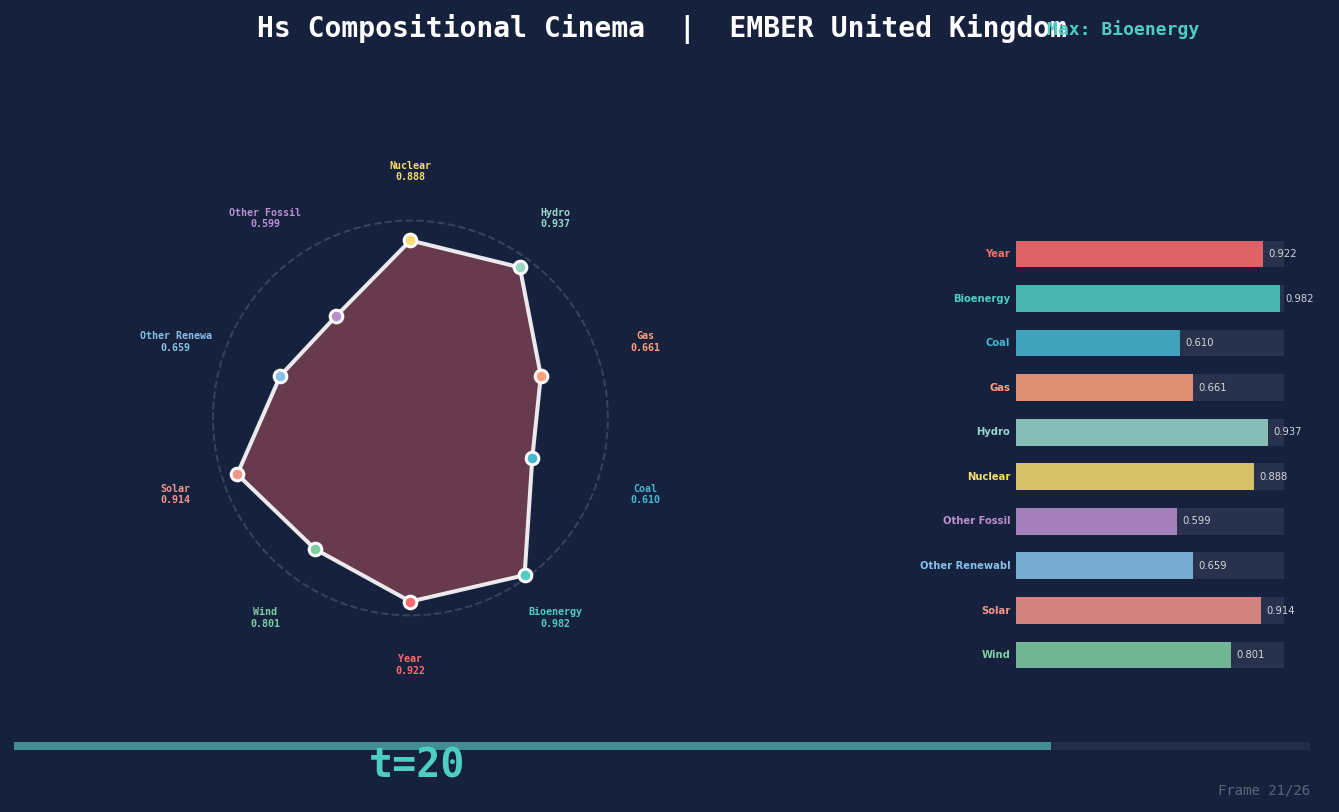 Hs Compositional Cinema | EMBER United Kingdom
Max: Bioenergy
Nuclear
0.888
Other Fossil
0.599
Hydro
0.937
Other Renewa
0.659
Gas
0.661
Solar
0.914
Coal
0.610
Wind
0.801
Bioenergy
0.982
Year
0.922
Year 0.922
Bioenergy 0.982
Coal 0.610
Gas 0.661
Hydro 0.937
Nuclear 0.888
Other Fossil 0.599
Other Renewabl 0.659
Solar 0.914
Wind 0.801
t=20
Frame 21/26